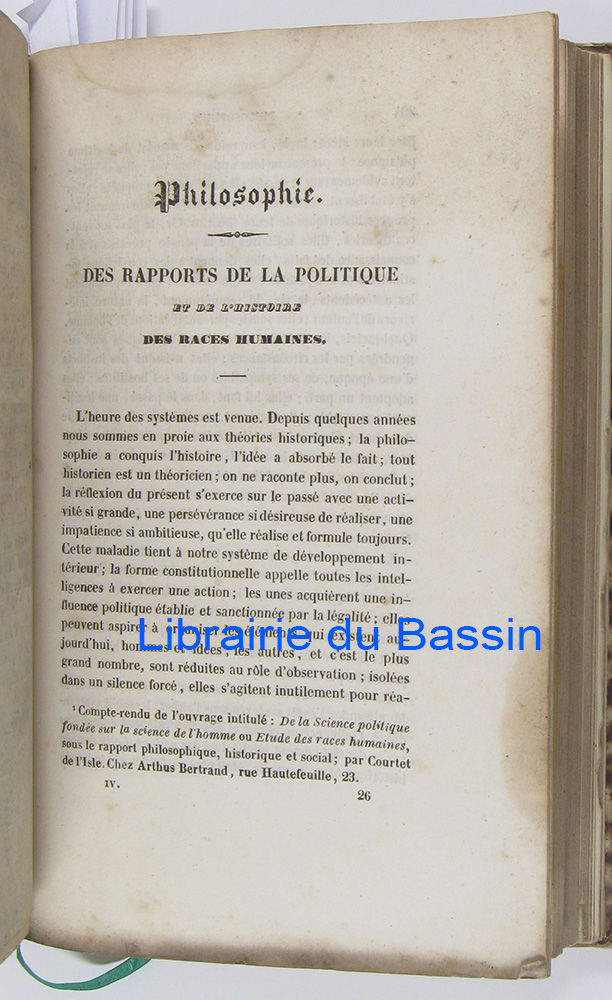 Philosophie.
DES RAPPORTS DE LA POLITIQUE
ET DE L'HISTOIRE
DES RACES HUMAINES.
L'heure des systèmes est venue. Depuis quelques années
nous sommes en proie aux théories historiques; la philo-
sophie a conquis l'histoire, l'idée a absorbé le fait; tout
historien est un théoricien; on ne raconte plus, on conclut;
la réflexion du présent s'exerce sur le passé avec une acti-
vité si grande, une persévérance si désireuse de réaliser, une
impatience si ambitieuse, qu'elle réalise et formule toujours.
Cette maladie tient à notre système de développement in-
térieur; la forme constitutionnelle appelle toutes les intel-
ligences à exercer une action; les unes acquièrent une in-
fluence politique établie et sanctionnée par la légalité; elles
peuvent aspirer à organiser les éléments qui existent au-
jourd'hui, hommes et idées; les autres, et c'est le plus
grand nombre, sont réduites au rôle d'observation; isolées
dans un silence forcé, elles s'agitent inutilement pour réa-
Librairie du Bassin
¹ Compte-rendu de l'ouvrage intitulé : De la Science politique
fondée sur la science de l'homme ou Etude des races humaines,
sous le rapport philosophique, historique et social; par Courtet
de l'Isle. Chez Arthus Bertrand, rue Hautefeuille, 23.
IV.
26